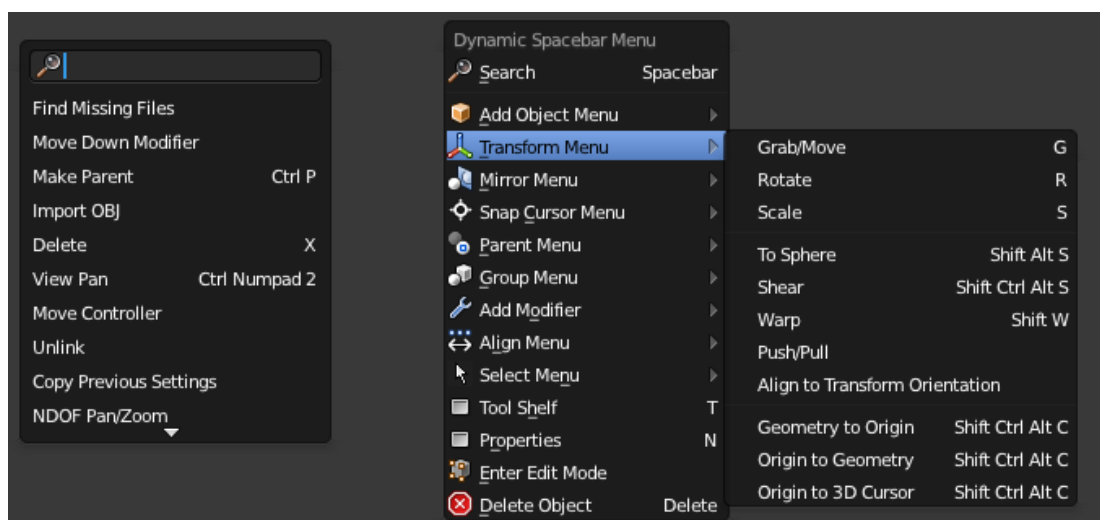 Find Missing Files
Move Down Modifier
Make Parent Ctrl P
Import OBJ
Delete X
View Pan Ctrl Numpad 2
Move Controller
Unlink
Copy Previous Settings
NDOF Pan/Zoom
Dynamic Spacebar Menu
Search Spacebar
Add Object Menu
Transform Menu
Mirror Menu
Snap Cursor Menu
Parent Menu
Group Menu
Add Modifier
Align Menu
Select Menu
Tool Shelf T
Properties N
Enter Edit Mode
Delete Object Delete
Grab/Move G
Rotate R
Scale S
To Sphere Shift Alt S
Shear Shift Ctrl Alt S
Warp Shift W
Push/Pull
Align to Transform Orientation
Geometry to Origin Shift Ctrl Alt C
Origin to Geometry Shift Ctrl Alt C
Origin to 3D Cursor Shift Ctrl Alt C